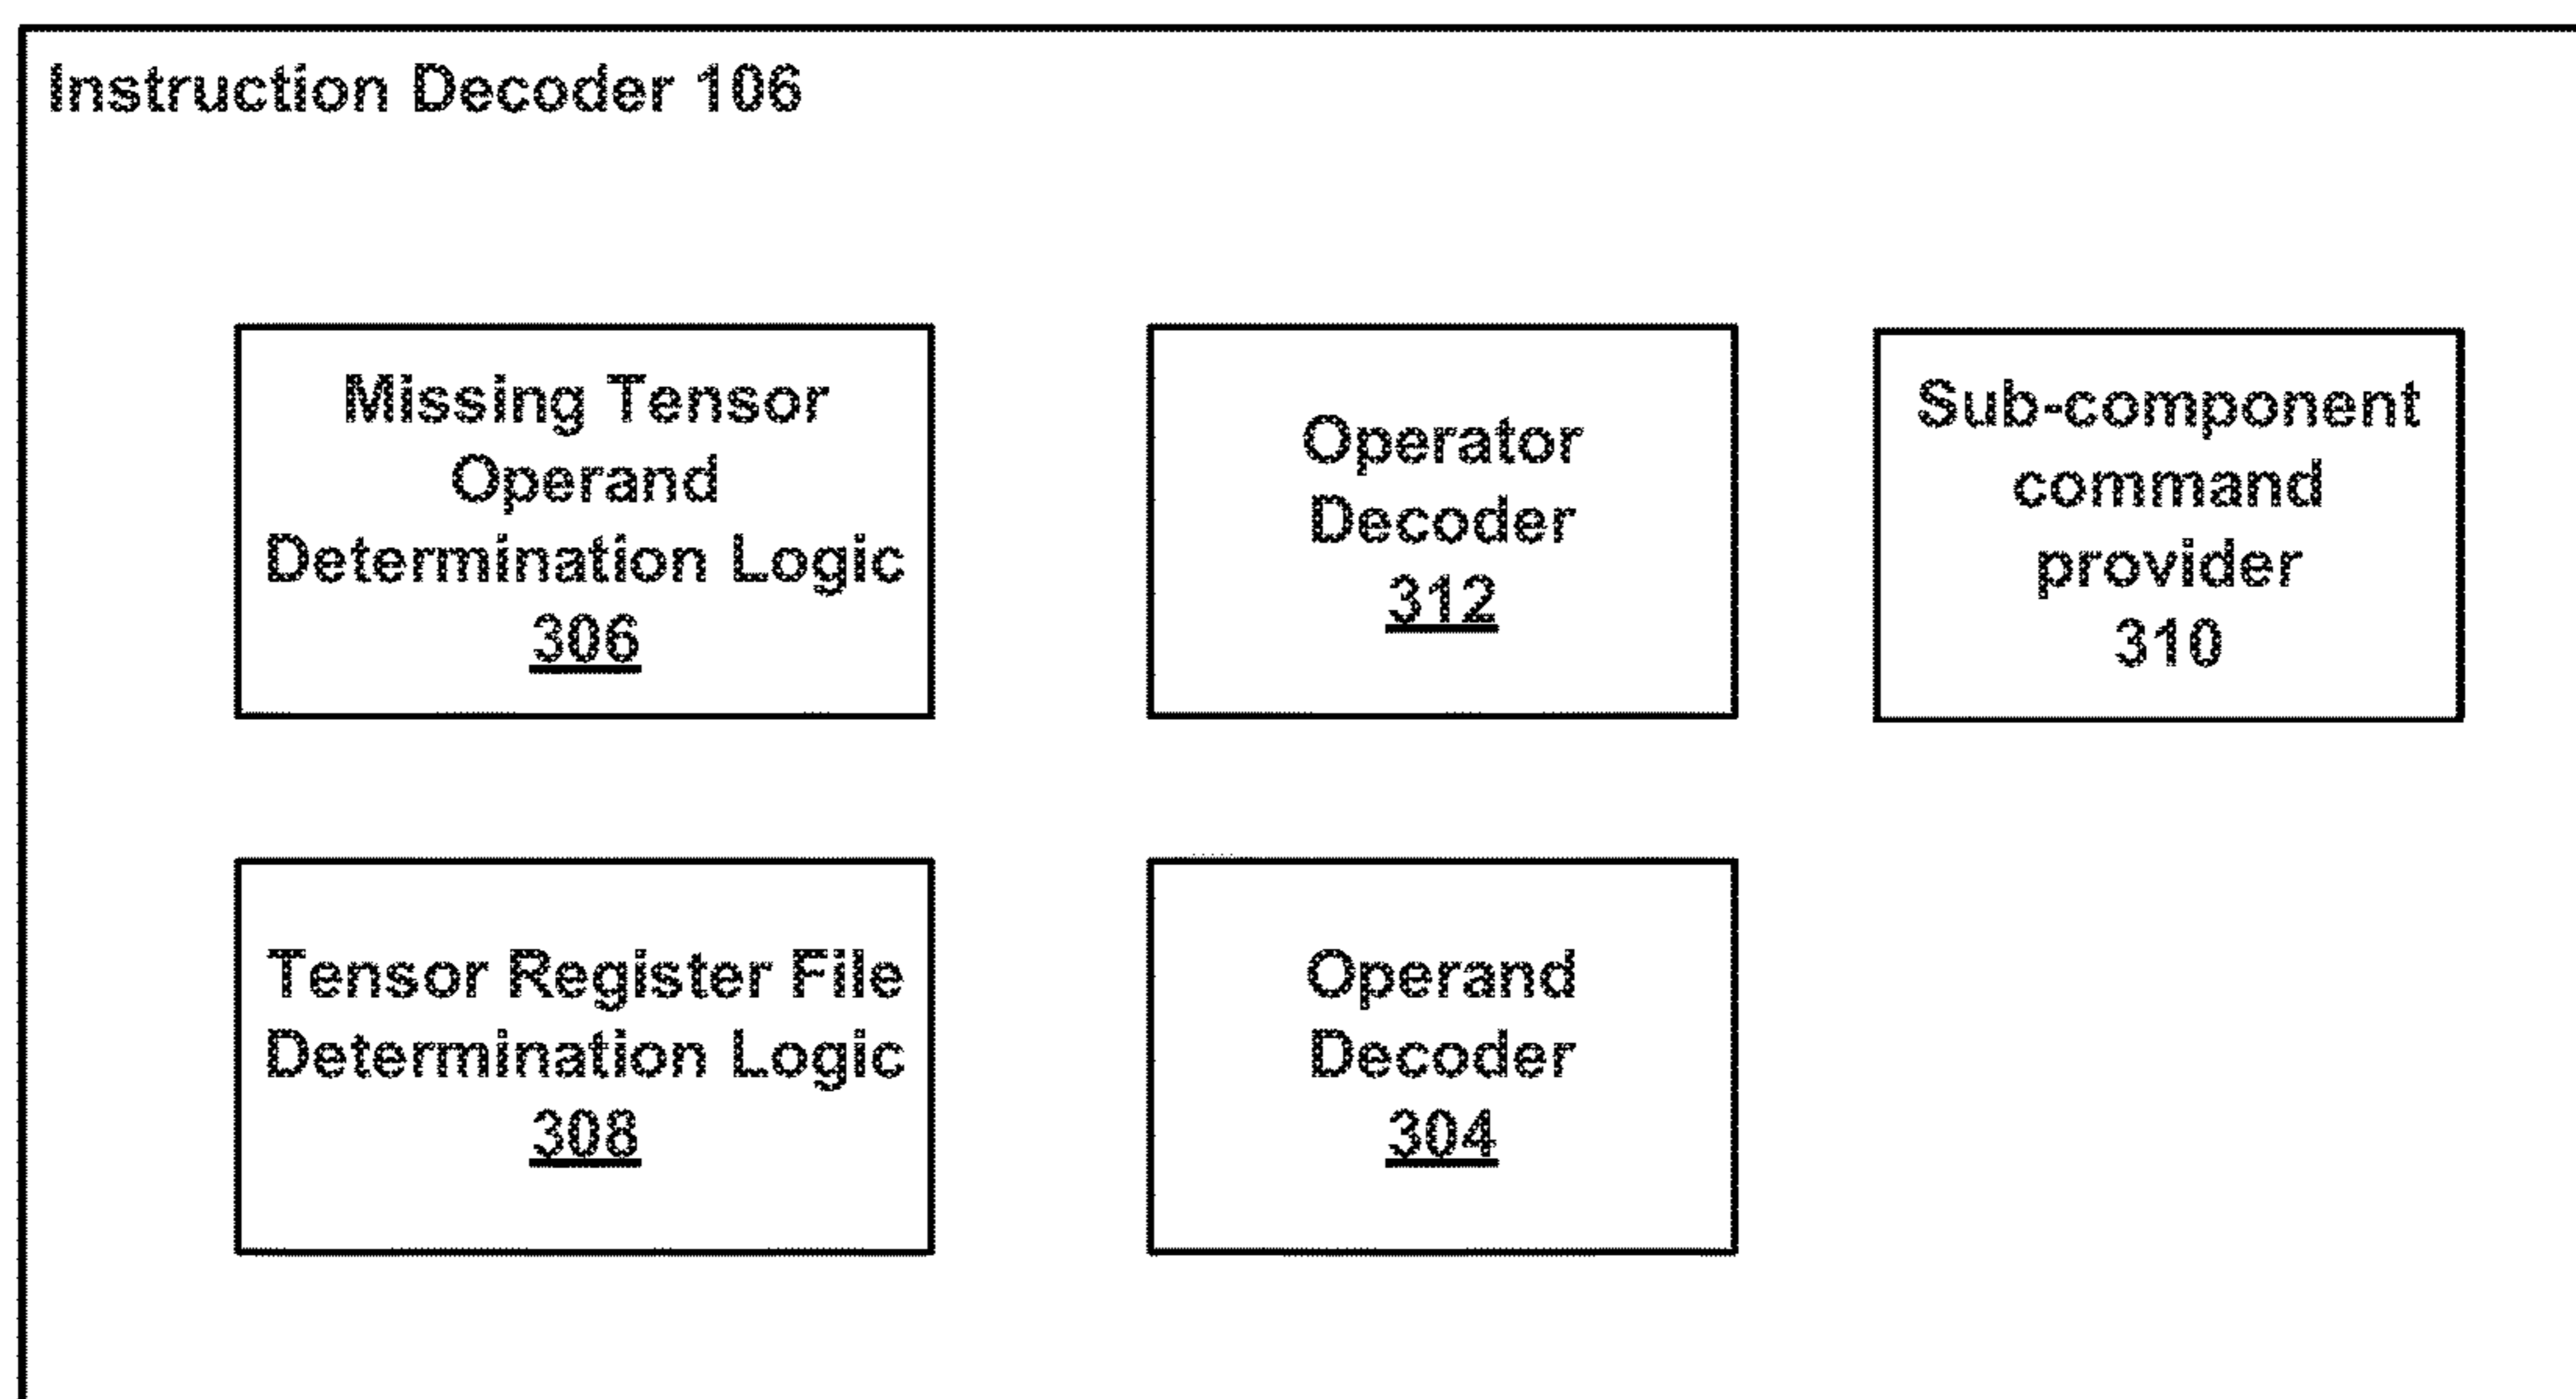 Instruction Decoder 106
Missing Tensor
Operand
Determination Logic
306
Operator
Decoder
312
Sub-component
command
provider
310
Tensor Register File
Determination Logic
308
Operand
Decoder
304